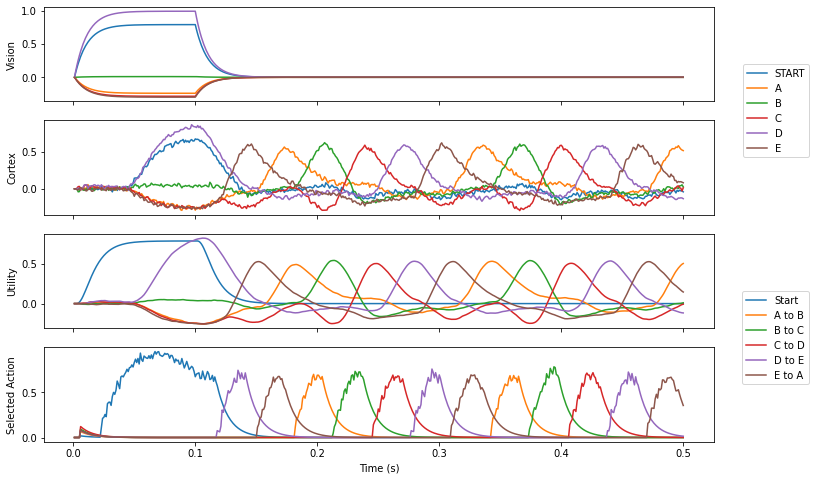 1.0
0.5
0.0
Vision
START
A
B
C
D
E
0.5
0.0
Cortex
0.5
0.0
Utility
Start
A to B
B to C
C to D
D to E
E to A
0.5
0.0
Selected Action
0.0
0.1
0.2
0.3
0.4
0.5
Time (s)